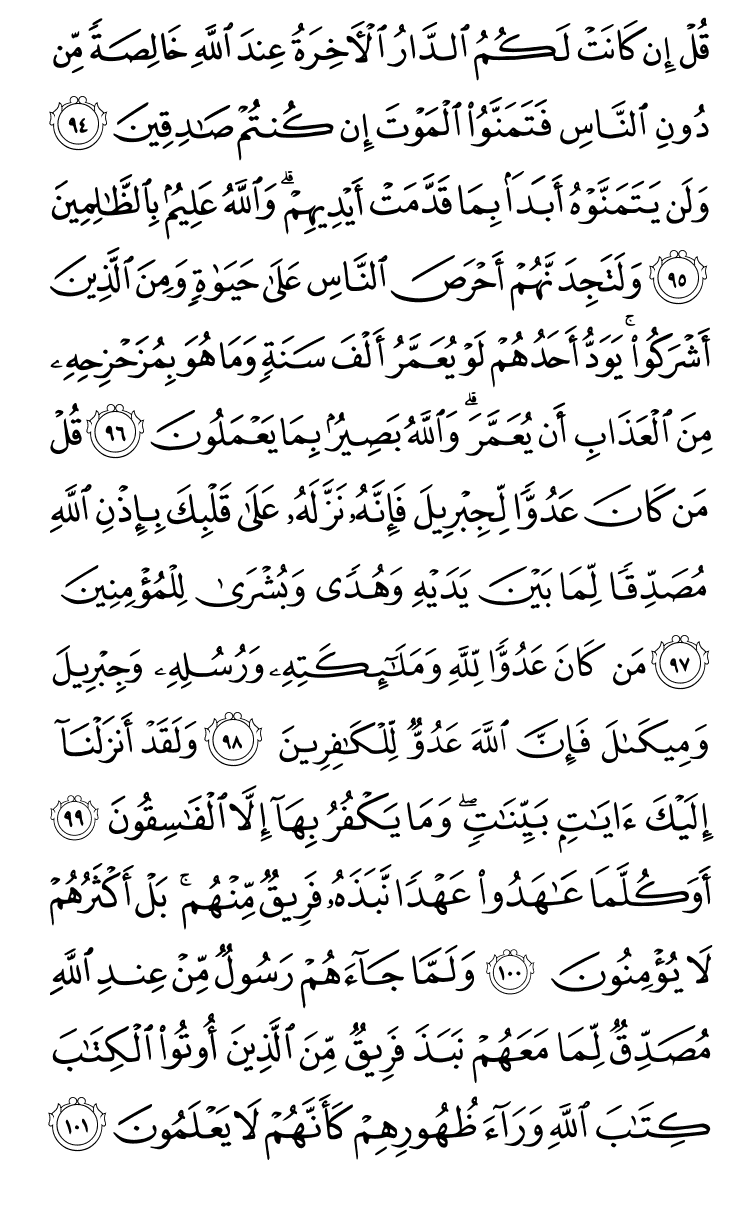 قُلۡ إِن كَانَتۡ لَكُمُ ٱلدَّارُ ٱلۡأٓخِرَةُ عِندَ ٱللَّهِ خَالِصَةٗ مِّن
دُونِ ٱلنَّاسِ فَتَمَنَّوُاْ ٱلۡمَوۡتَ إِن كُنتُمۡ صَٰدِقِينَ ٩٤
وَلَن يَتَمَنَّوۡهُ أَبَدَۢا بِمَا قَدَّمَتۡ أَيۡدِيهِمۡۚ وَٱللَّهُ عَلِيمُۢ بِٱلظَّٰلِمِينَ
٩٥ وَلَتَجِدَنَّهُمۡ أَحۡرَصَ ٱلنَّاسِ عَلَىٰ حَيَوٰةٖ وَمِنَ ٱلَّذِينَ
أَشۡرَكُواْۚ يَوَدُّ أَحَدُهُمۡ لَوۡ يُعَمَّرُ أَلۡفَ سَنَةٖ وَمَا هُوَ بِمُزَحۡزِحِهِۦ
مِنَ ٱلۡعَذَابِ أَن يُعَمَّرَۗ وَٱللَّهُ بَصِيرُۢ بِمَا يَعۡمَلُونَ ٩٦ قُلۡ
مَن كَانَ عَدُوّٗا لِّجِبۡرِيلَ فَإِنَّهُۥ نَزَّلَهُۥ عَلَىٰ قَلۡبِكَ بِإِذۡنِ ٱللَّهِ
مُصَدِّقٗا لِّمَا بَيۡنَ يَدَيۡهِ وَهُدٗى وَبُشۡرَىٰ لِلۡمُؤۡمِنِينَ
٩٧ مَن كَانَ عَدُوّٗا لِّلَّهِ وَمَلَٰٓئِكَتِهِۦ وَرُسُلِهِۦ وَجِبۡرِيلَ
وَمِيكَىٰلَ فَإِنَّ ٱللَّهَ عَدُوّٞ لِّلۡكَٰفِرِينَ ٩٨ وَلَقَدۡ أَنزَلۡنَآ
إِلَيۡكَ ءَايَٰتِۭ بَيِّنَٰتٖۖ وَمَا يَكۡفُرُ بِهَآ إِلَّا ٱلۡفَٰسِقُونَ ٩٩
أَوَكُلَّمَا عَٰهَدُواْ عَهۡدٗا نَّبَذَهُۥ فَرِيقٞ مِّنۡهُمۚ بَلۡ أَكۡثَرُهُمۡ
لَا يُؤۡمِنُونَ ١٠٠ وَلَمَّا جَآءَهُمۡ رَسُولٞ مِّنۡ عِندِ ٱللَّهِ
مُصَدِّقٞ لِّمَا مَعَهُمۡ نَبَذَ فَرِيقٞ مِّنَ ٱلَّذِينَ أُوتُواْ ٱلۡكِتَٰبَ
كِتَٰبَ ٱللَّهِ وَرَآءَ ظُهُورِهِمۡ كَأَنَّهُمۡ لَا يَعۡلَمُونَ ١٠١